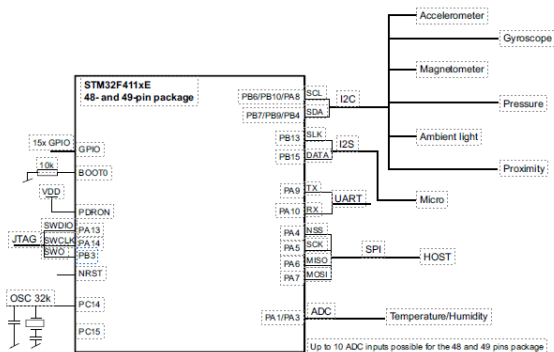 Accelerometer
Gyroscope
Magnetometer
Pressure
Ambient light
Proximity
Micro
STM32F411xE
48- and 49-pin package
PB6/PB10/PA8 SCL I2C
PB7/PB9/PB4 SDA
PB13 SLK I2S
PB15 DATA
PA9 TX UART
PA10 RX
PA4 NSS
PA5 SCK SPI
PA6 MISO HOST
PA7 MOSI
PA1/PA3 ADC Temperature/Humidity
15x GPIO GPIO
10k BOOT0
VDD PDRON
JTAG
SWDIO PA13
SWCLK PA14
SWO PB3
NRST
OSC 32k PC14
PC15
Up to 10 ADC inputs possible for the 48 and 49 pins package